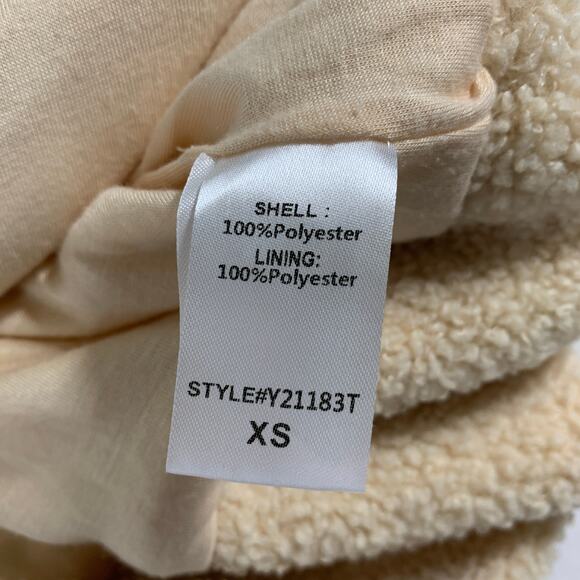 SHELL :
100%Polyester
LINING:
100%Polyester
STYLE#Y21183T
XS